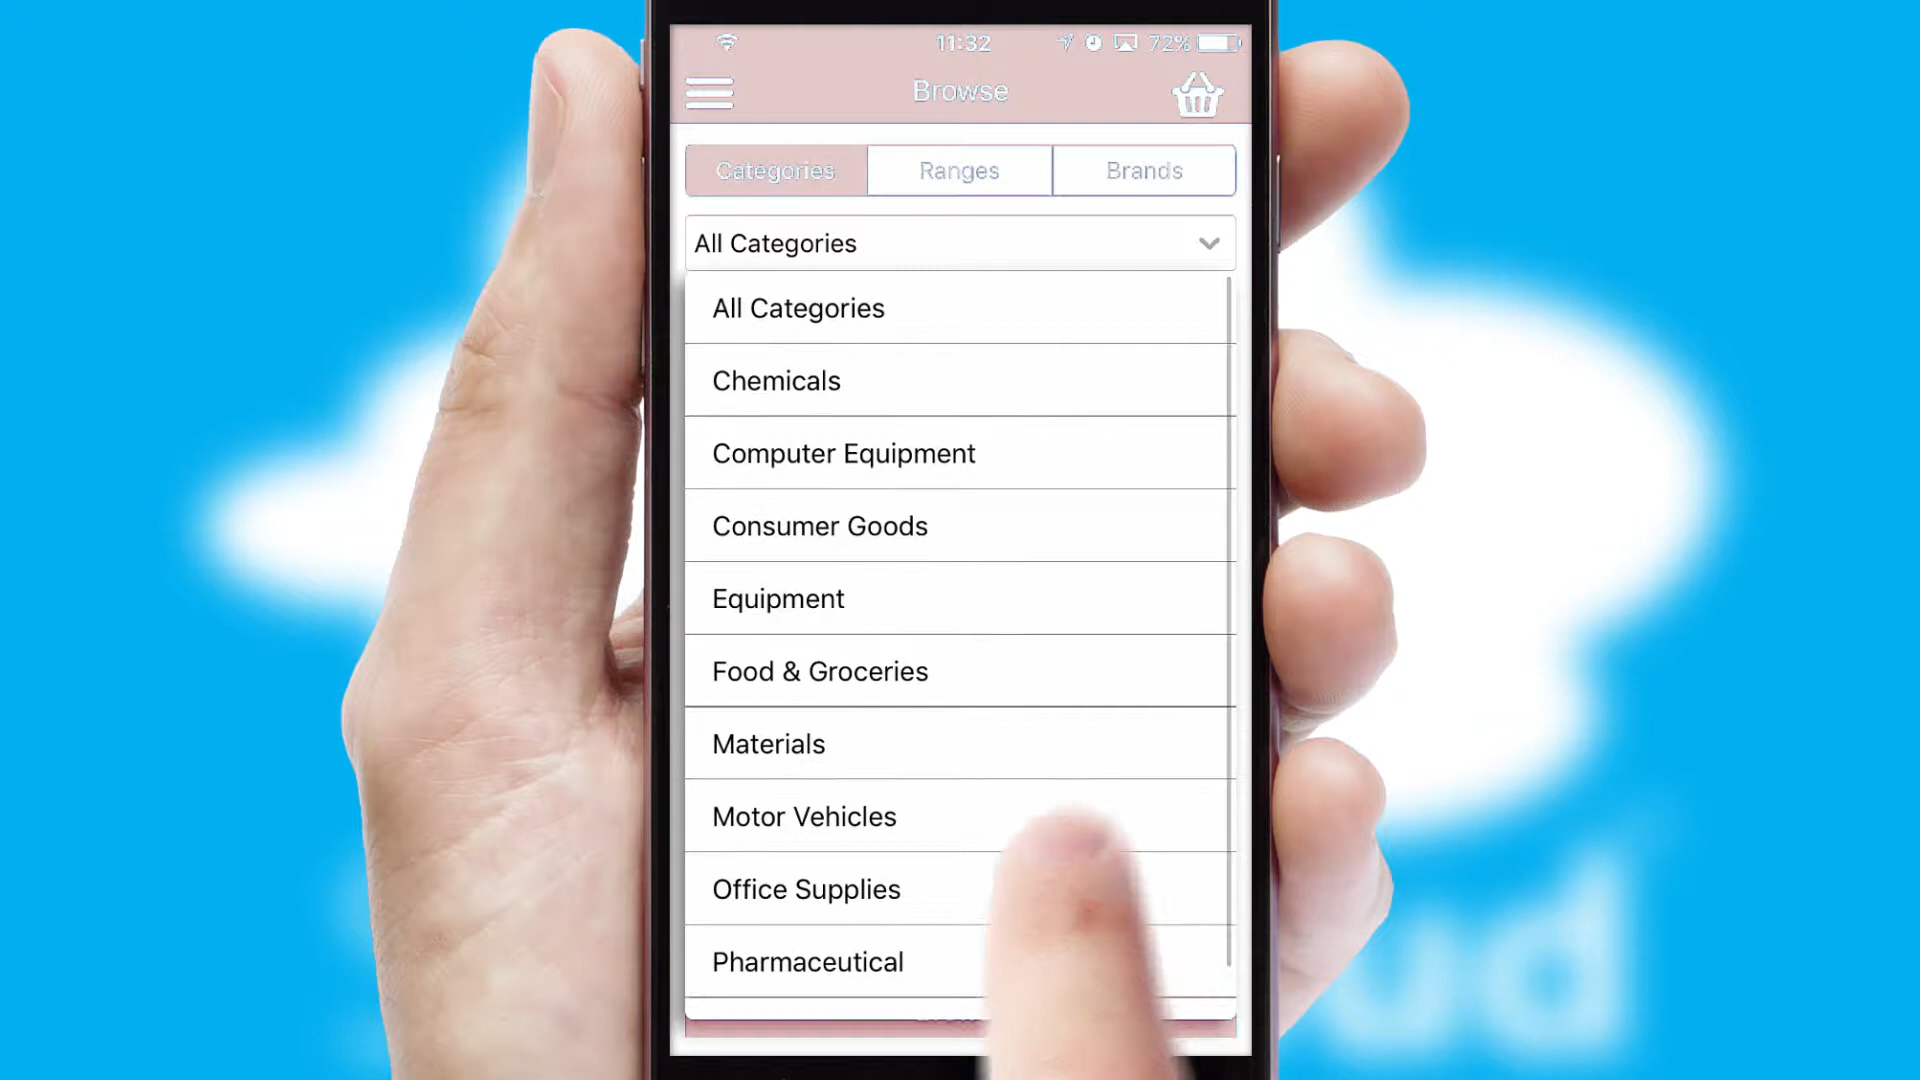 11:32 72%
Browse
Categories Ranges Brands
All Categories
All Categories
Chemicals
Computer Equipment
Consumer Goods
Equipment
Food & Groceries
Materials
Motor Vehicles
Office Supplies
Pharmaceutical
ud